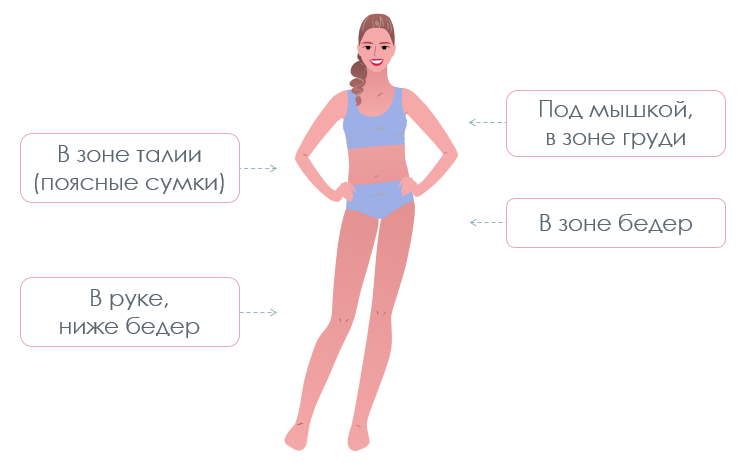 Под мышкой,
в зоне груди
В зоне талии
(поясные сумки)
В зоне бедер
В руке,
ниже бедер